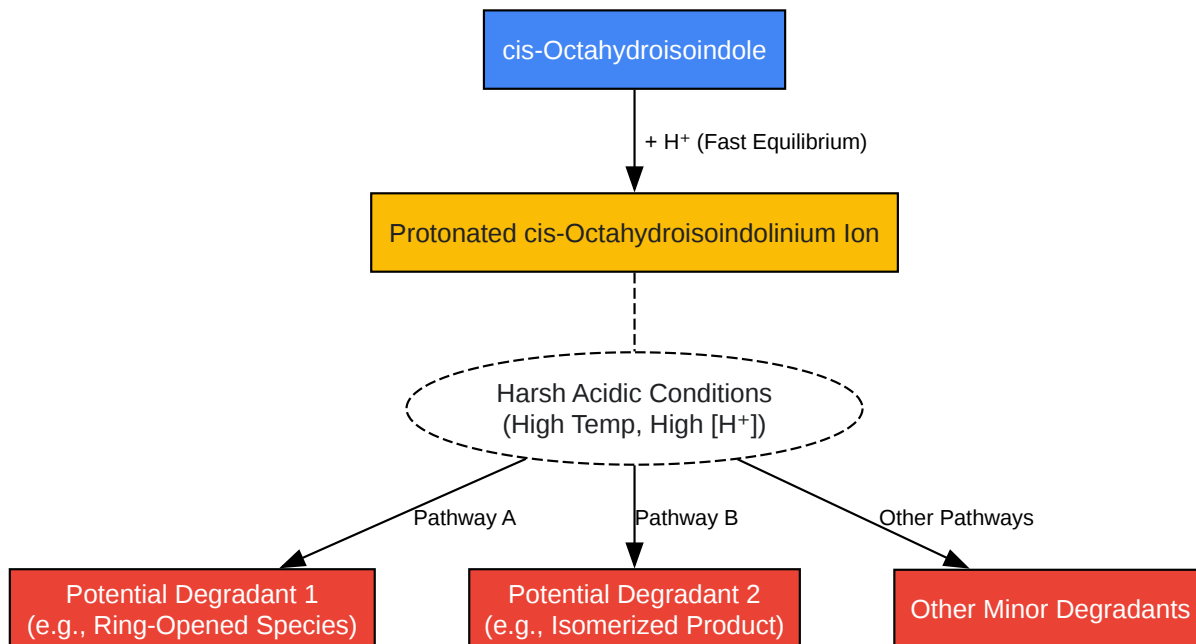 cis-Octahydroisoindole
+ H⁺ (Fast Equilibrium)
Protonated cis-Octahydroisoindolinium Ion
Harsh Acidic Conditions
(High Temp, High [H⁺])
Pathway A
Pathway B
Other Pathways
Potential Degradant 1
(e.g., Ring-Opened Species)
Potential Degradant 2
(e.g., Isomerized Product)
Other Minor Degradants